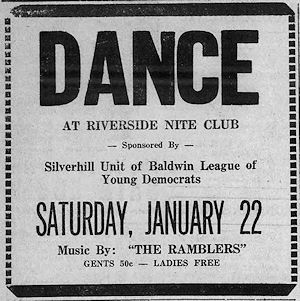 DANCE
AT RIVERSIDE NITE CLUB
— Sponsored By —
Silverhill Unit of Baldwin League of
Young Democrats
SATURDAY, JANUARY 22
Music By: "THE RAMBLERS"
GENTS 50c — LADIES FREE